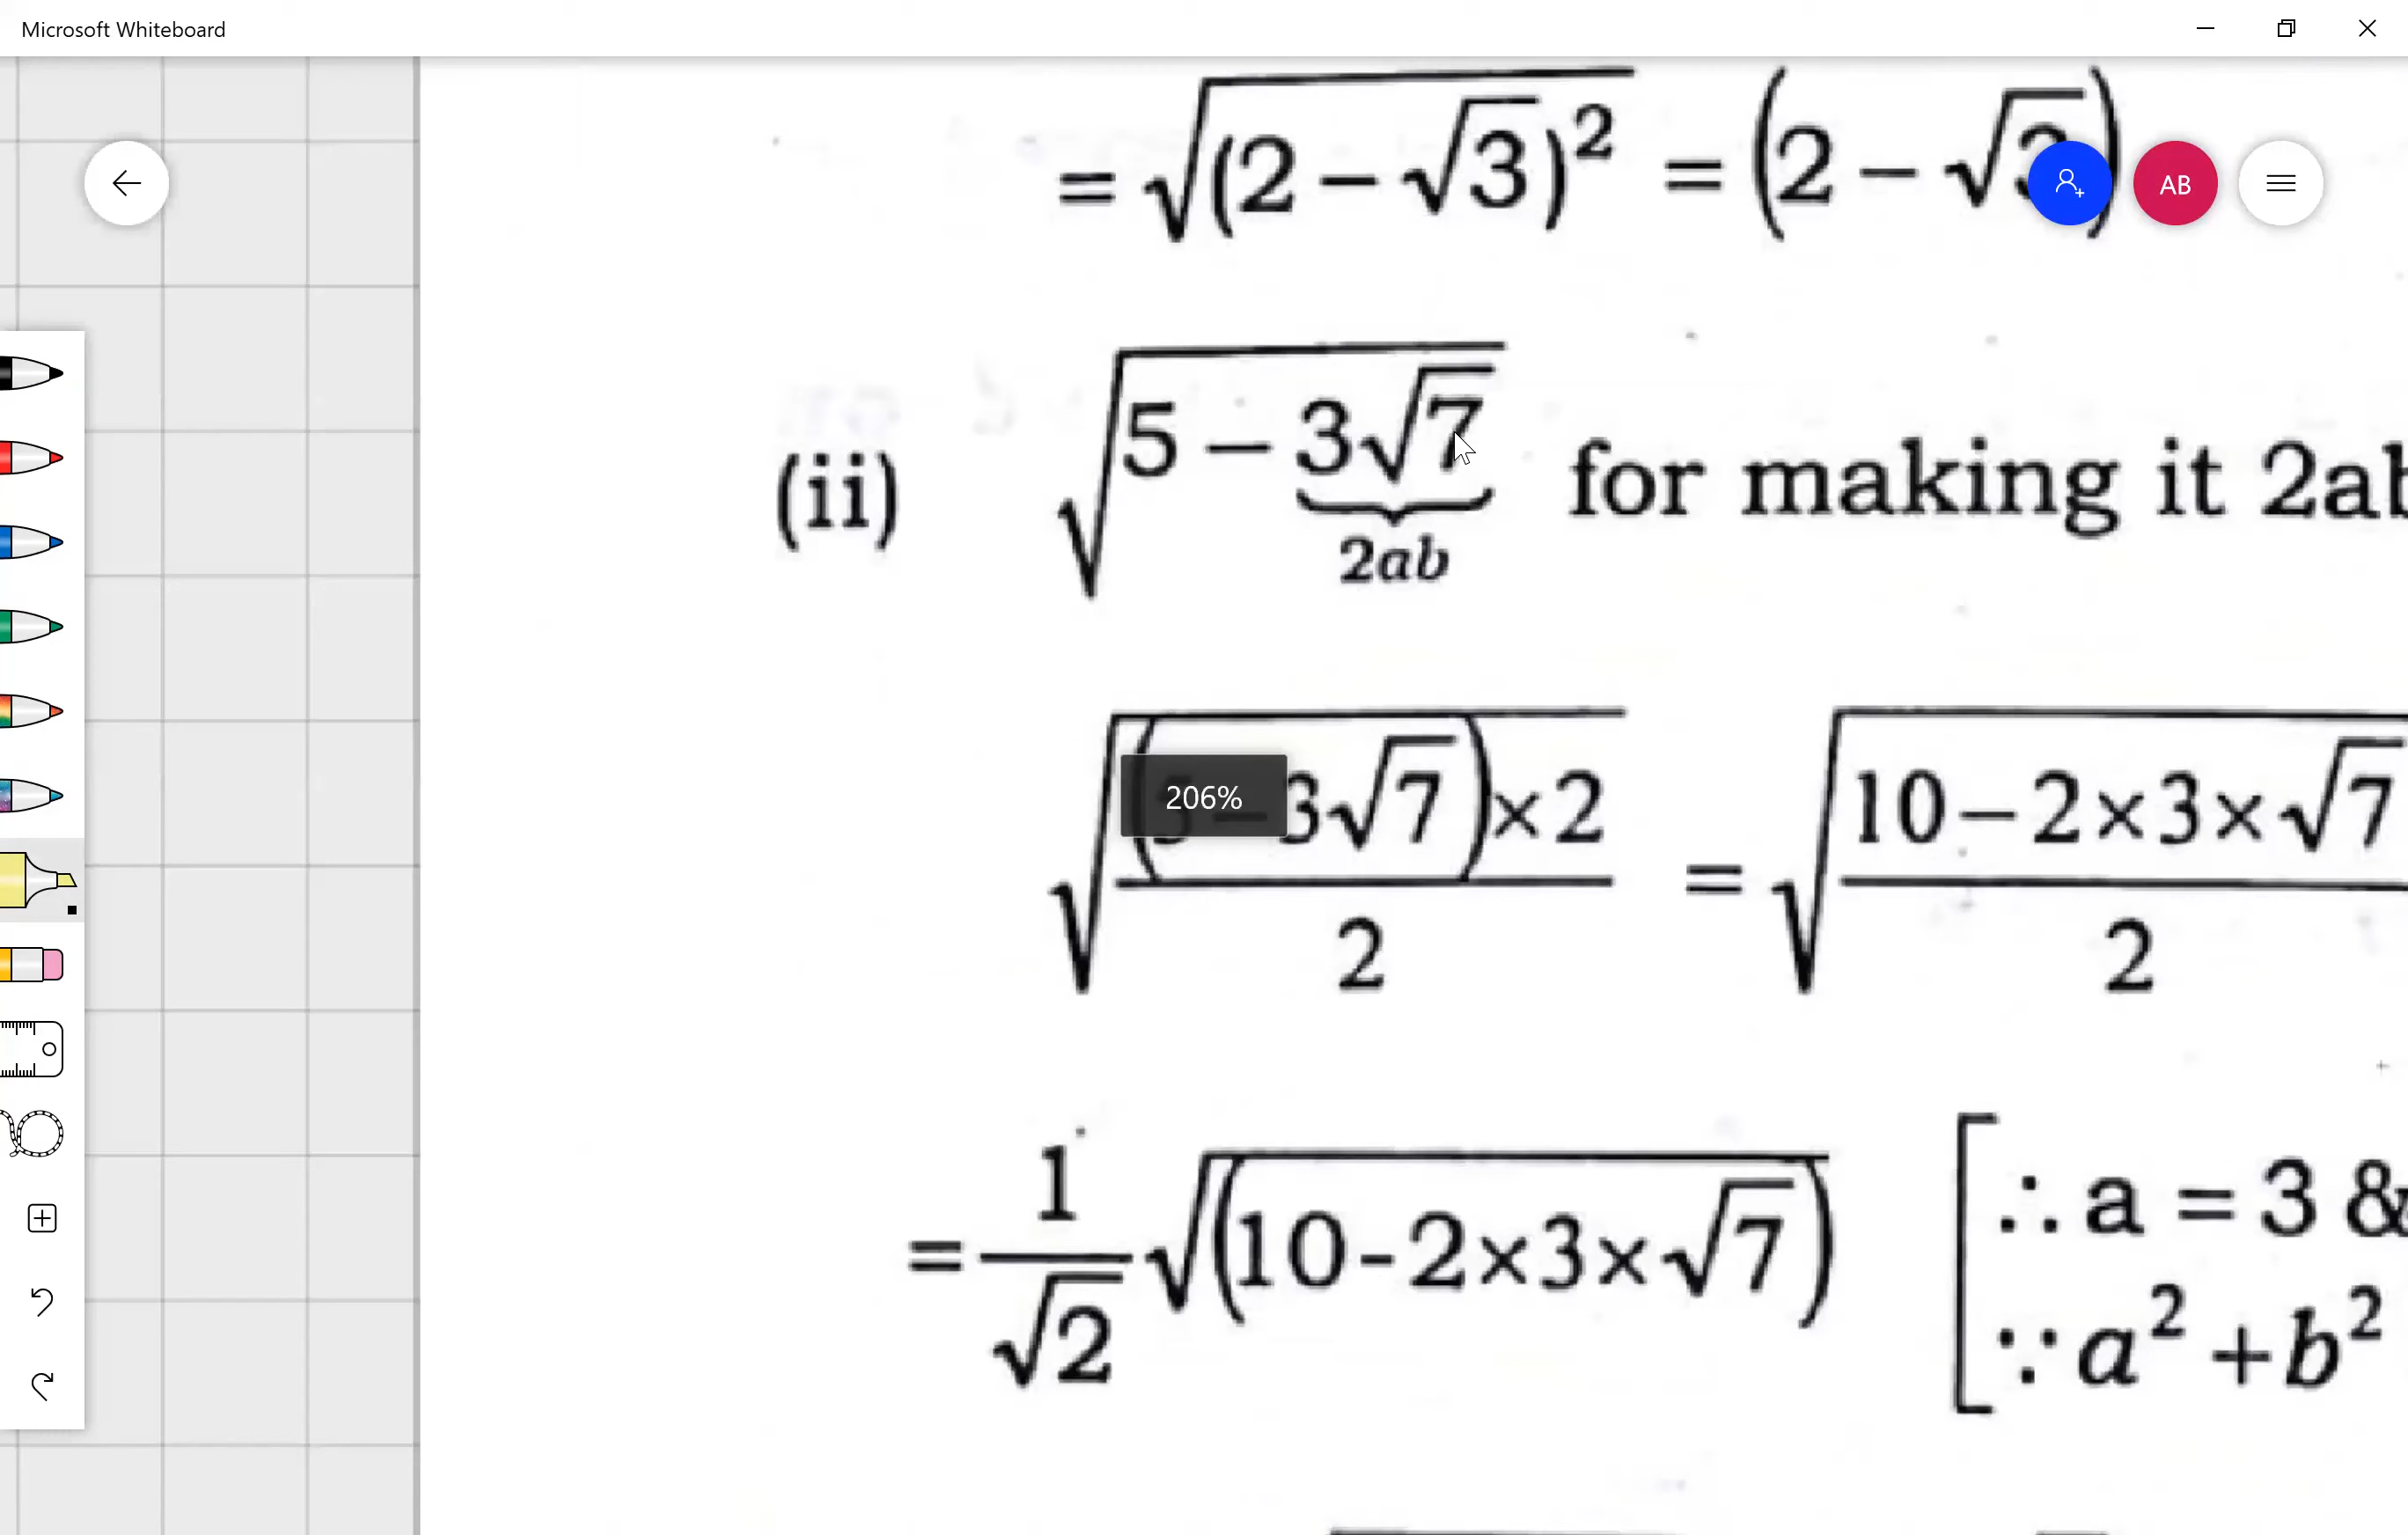 Microsoft Whiteboard
= √(2 − √3)² = (2 − √3)
AB
(ii) √5 − 3√7 for making it 2ab
2ab
√(5 − 3√7)×2 / 2 = √10 − 2×3×√7 / 2
206%
= 1/√2 √(10-2×3×√7) [∴ a = 3 &
∵ a² + b²